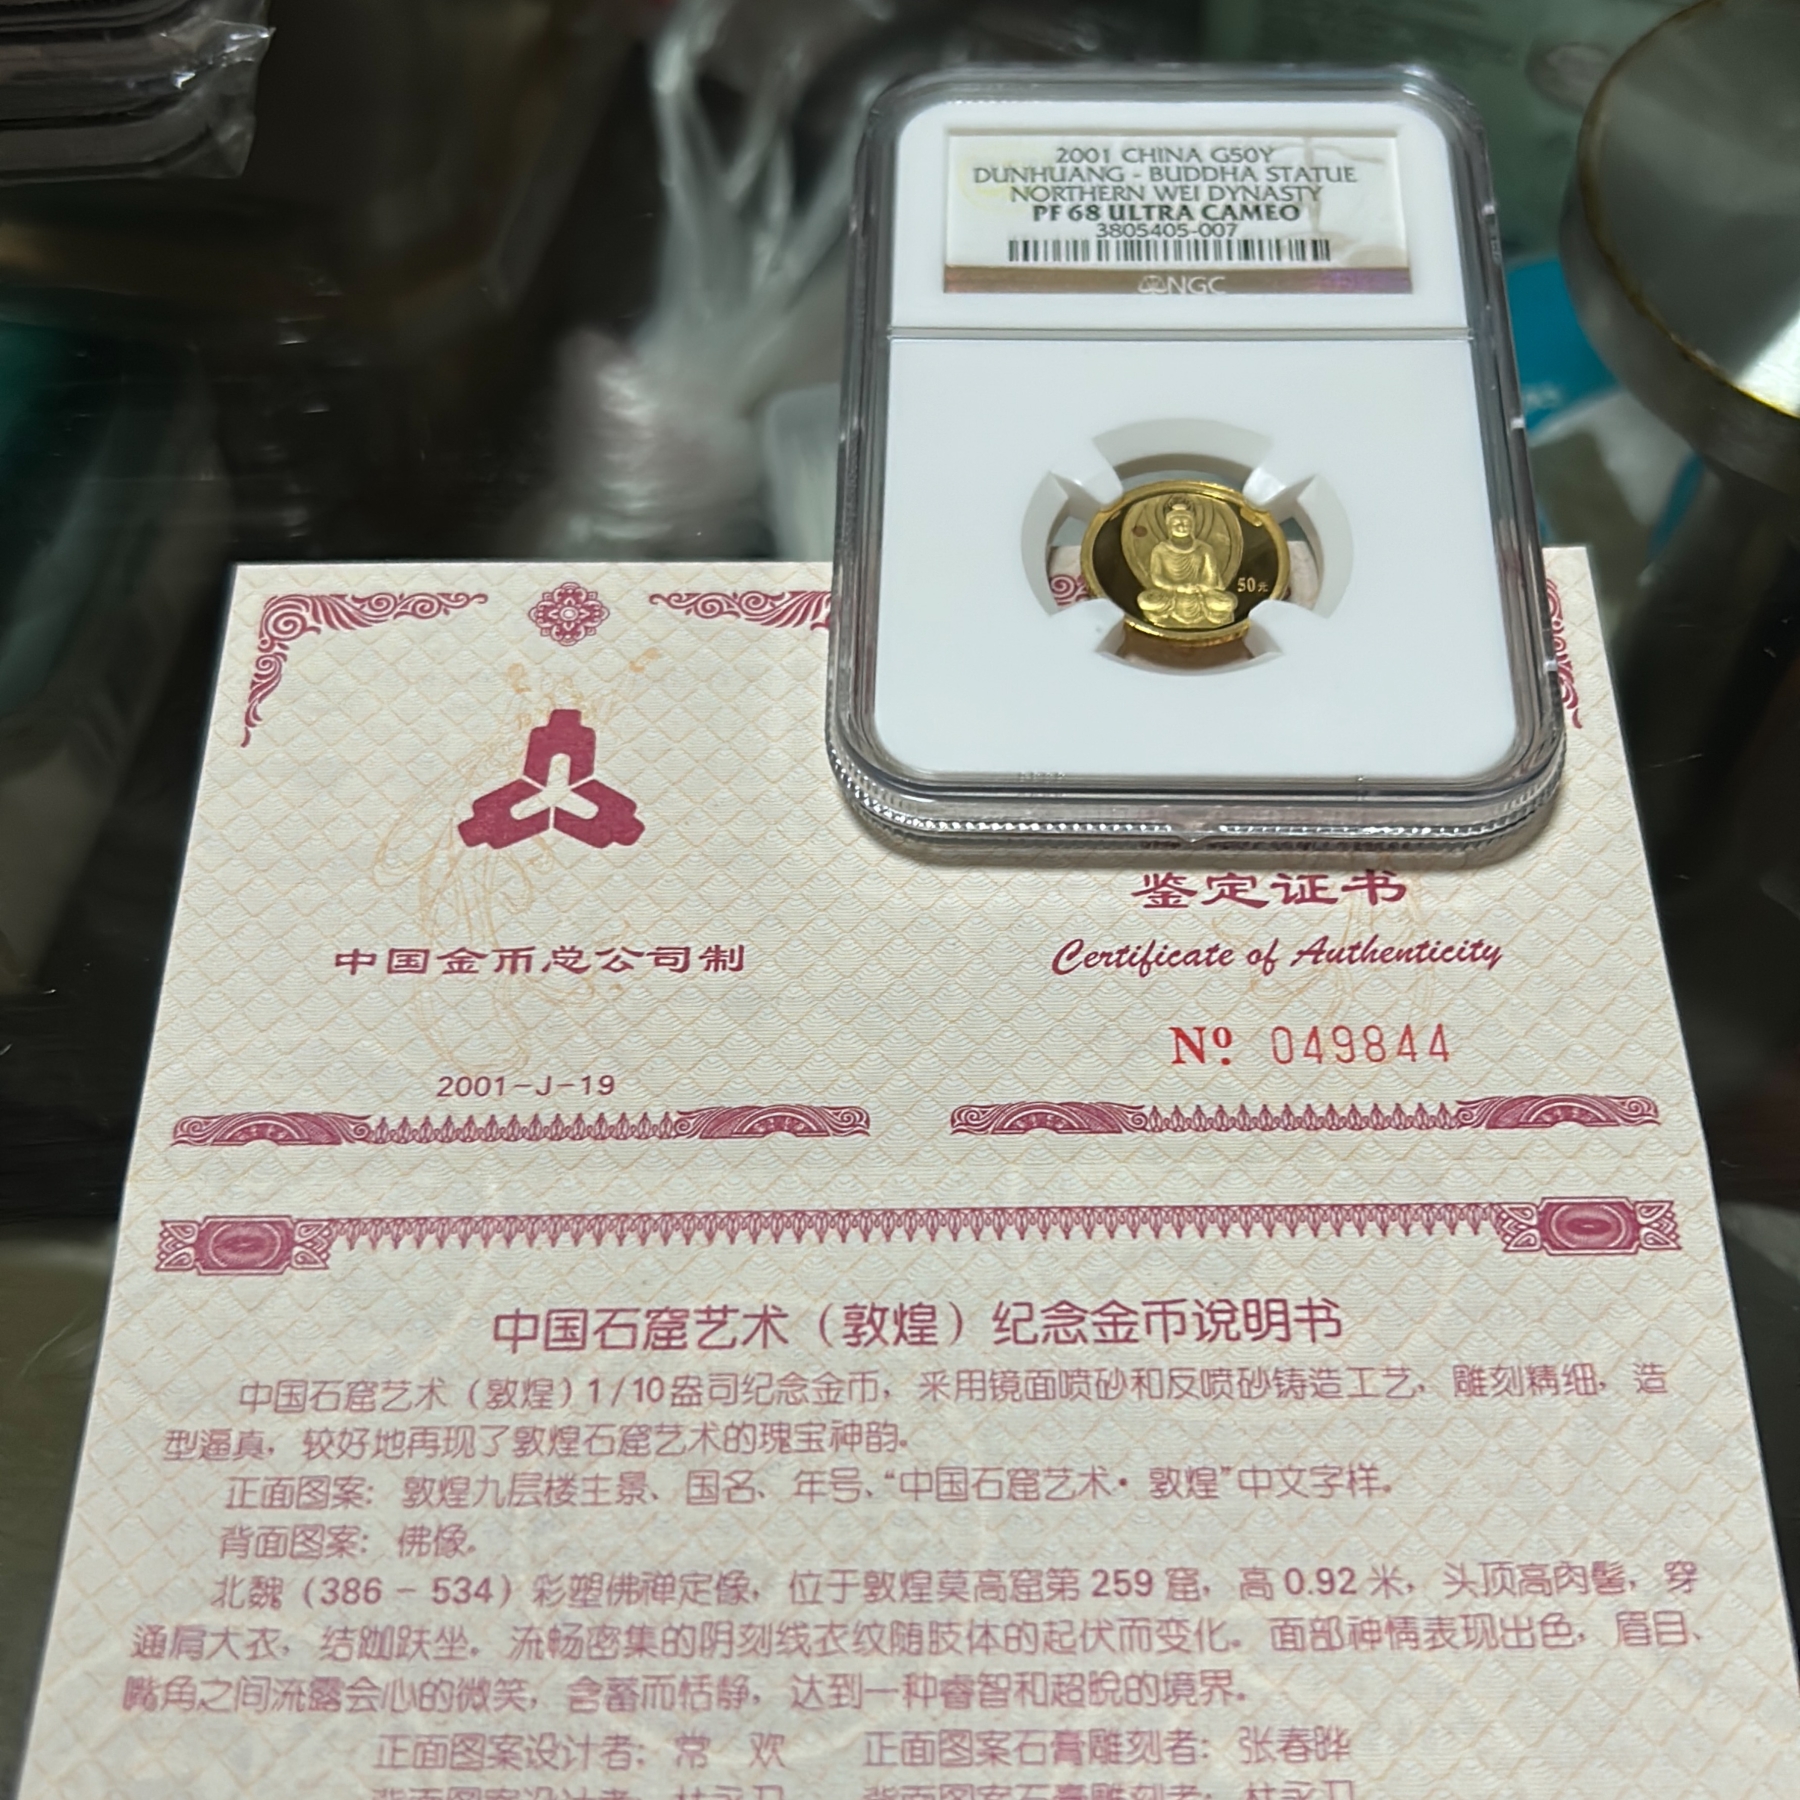 2001 CHINA G50Y
DUNHUANG - BUDDHA STATUE
NORTHERN WEI DYNASTY
PF 68 ULTRA CAMEO
3805405-007
NGC
50元
中国金币总公司制
2001-J-19
鉴定证书
Certificate of Authenticity
Nº. 049844
中国石窟艺术（敦煌）纪念金币说明书
中国石窟艺术（敦煌）1/10盎司纪念金币，采用镜面喷砂和反喷砂铸造工艺，雕刻精细，造
型逼真，较好地再现了敦煌石窟艺术的瑰宝神韵。
正面图案：敦煌九层楼主景、国名、年号、“中国石窟艺术·敦煌”中文字样。
背面图案：佛像。
北魏（386－534）彩塑佛禅定像，位于敦煌莫高窟第259窟，高0.92米，头顶高肉髻，穿
通肩大衣，结跏趺坐。流畅密集的阴刻线衣纹随肢体的起伏而变化。面部神情表现出色，眉目、
嘴角之间流露会心的微笑，含蓄而恬静，达到一种睿智和超脱的境界。
正面图案设计者：常 欢 正面图案石膏雕刻者：张春晔